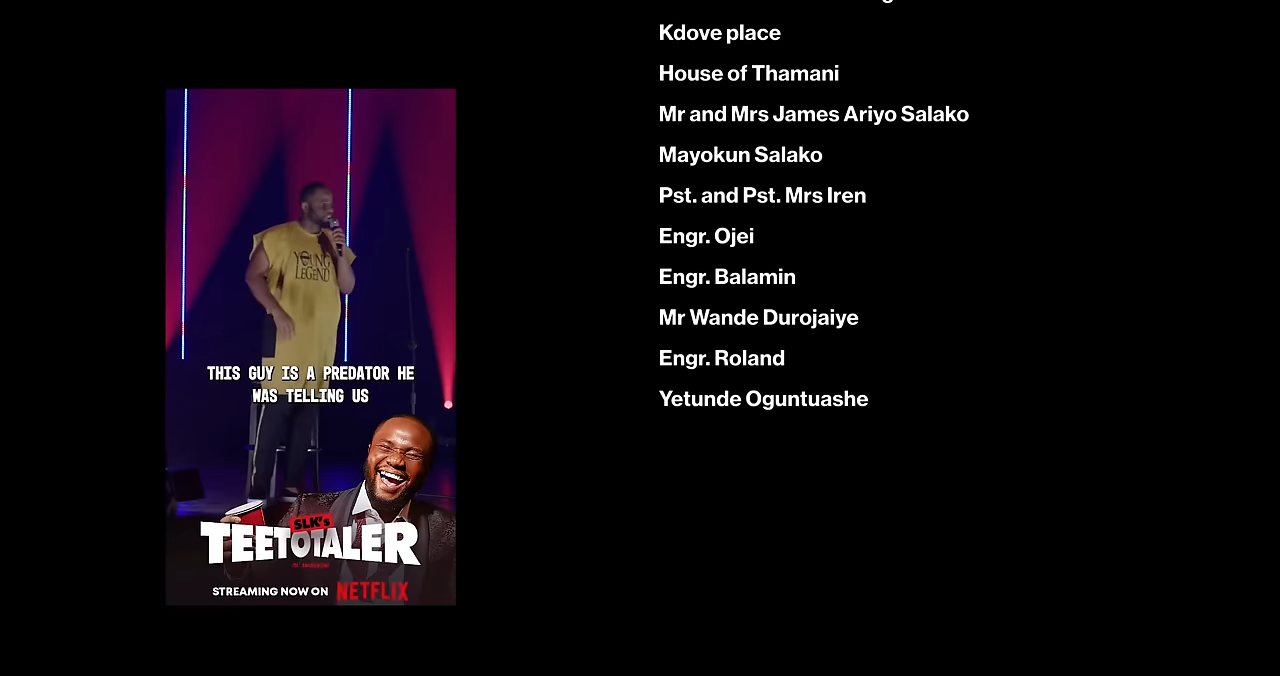 Kdove place
House of Thamani
Mr and Mrs James Ariyo Salako
Mayokun Salako
Pst. and Pst. Mrs Iren
Engr. Ojei
Engr. Balamin
Mr Wande Durojaiye
Engr. Roland
Yetunde Oguntuashe
YOUNG
LEGEND
THIS GUY IS A PREDATOR HE
WAS TELLING US
SLK's
TEETOTALER
STREAMING NOW ON NETFLIX